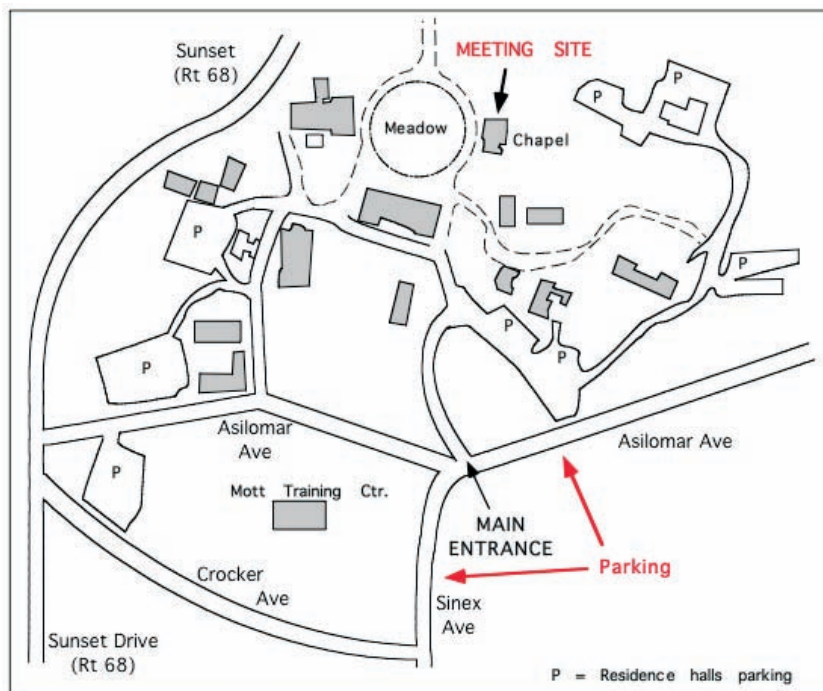 Sunset
(Rt 68)
MEETING SITE
P
P
Meadow
Chapel
P
P
P
P
P
Asilomar
Ave
Asilomar Ave
P
Mott Training Ctr.
MAIN
ENTRANCE
Parking
Crocker
Ave
Sinex
Ave
Sunset Drive
(Rt 68)
P = Residence halls parking